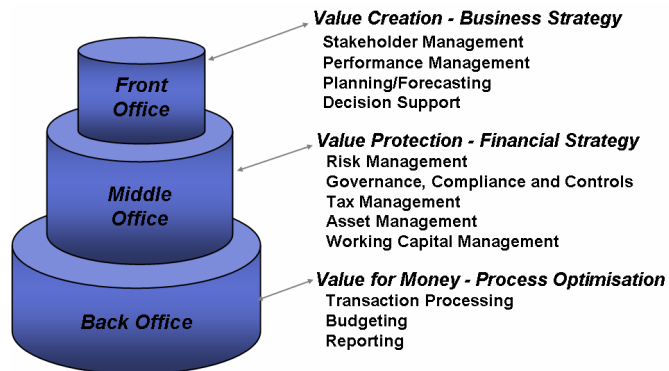 Value Creation - Business Strategy
Stakeholder Management
Performance Management
Planning/Forecasting
Decision Support
Front
Office
Value Protection - Financial Strategy
Risk Management
Governance, Compliance and Controls
Tax Management
Asset Management
Working Capital Management
Middle
Office
Value for Money - Process Optimisation
Transaction Processing
Budgeting
Reporting
Back Office